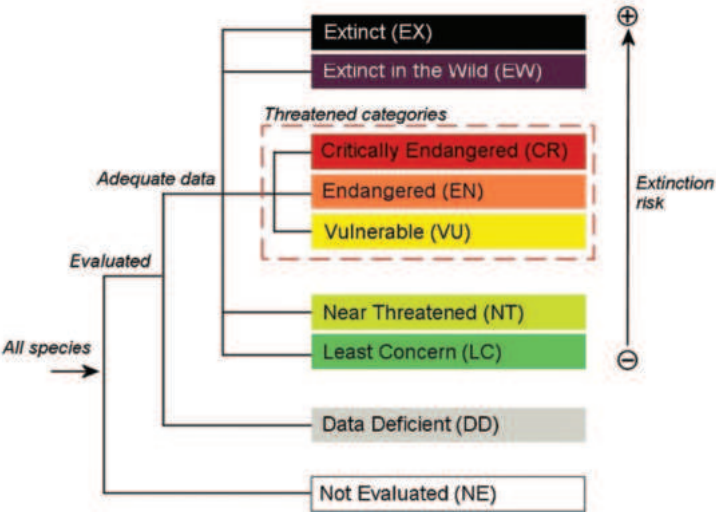 Extinct (EX)
Extinct in the Wild (EW)
Threatened categories
Critically Endangered (CR)
Adequate data
Endangered (EN)
Extinction
risk
Vulnerable (VU)
Evaluated
Near Threatened (NT)
All species
Least Concern (LC)
Data Deficient (DD)
Not Evaluated (NE)